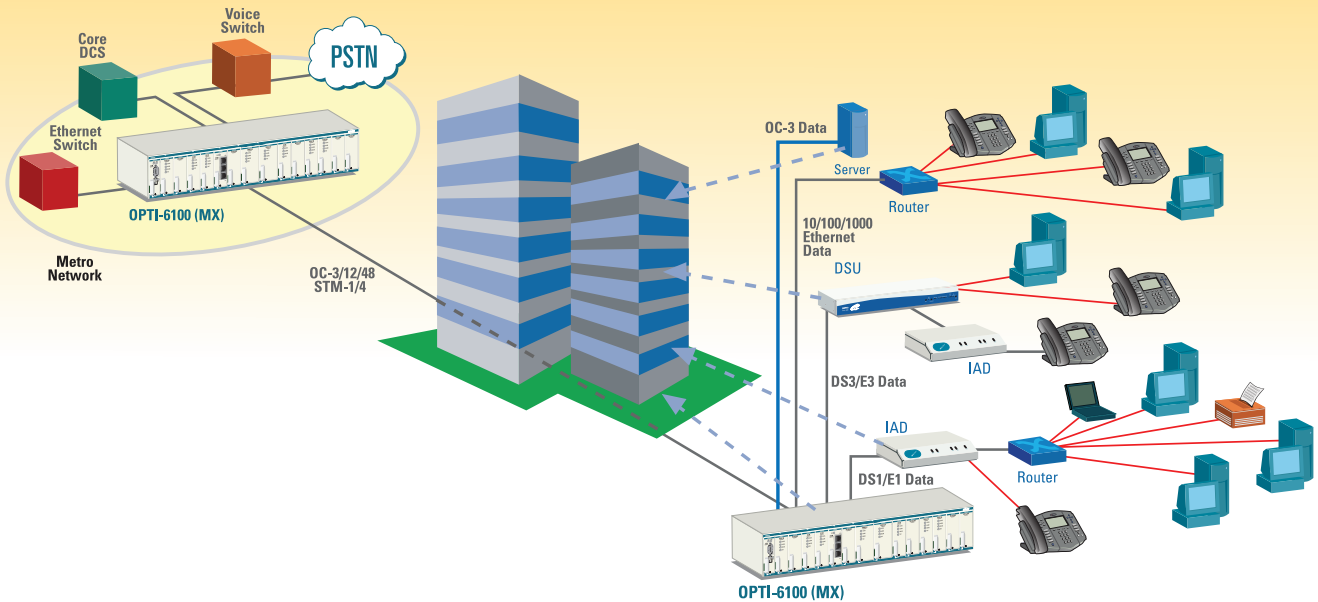 Voice
Switch
Core
DCS
PSTN
Ethernet
Switch
OPTI-6100 (MX)
Metro
Network
OC-3/12/48
STM-1/4
OC-3 Data
Server
Router
10/100/1000
Ethernet
Data
DSU
IAD
DS3/E3 Data
IAD
Router
DS1/E1 Data
OPTI-6100 (MX)